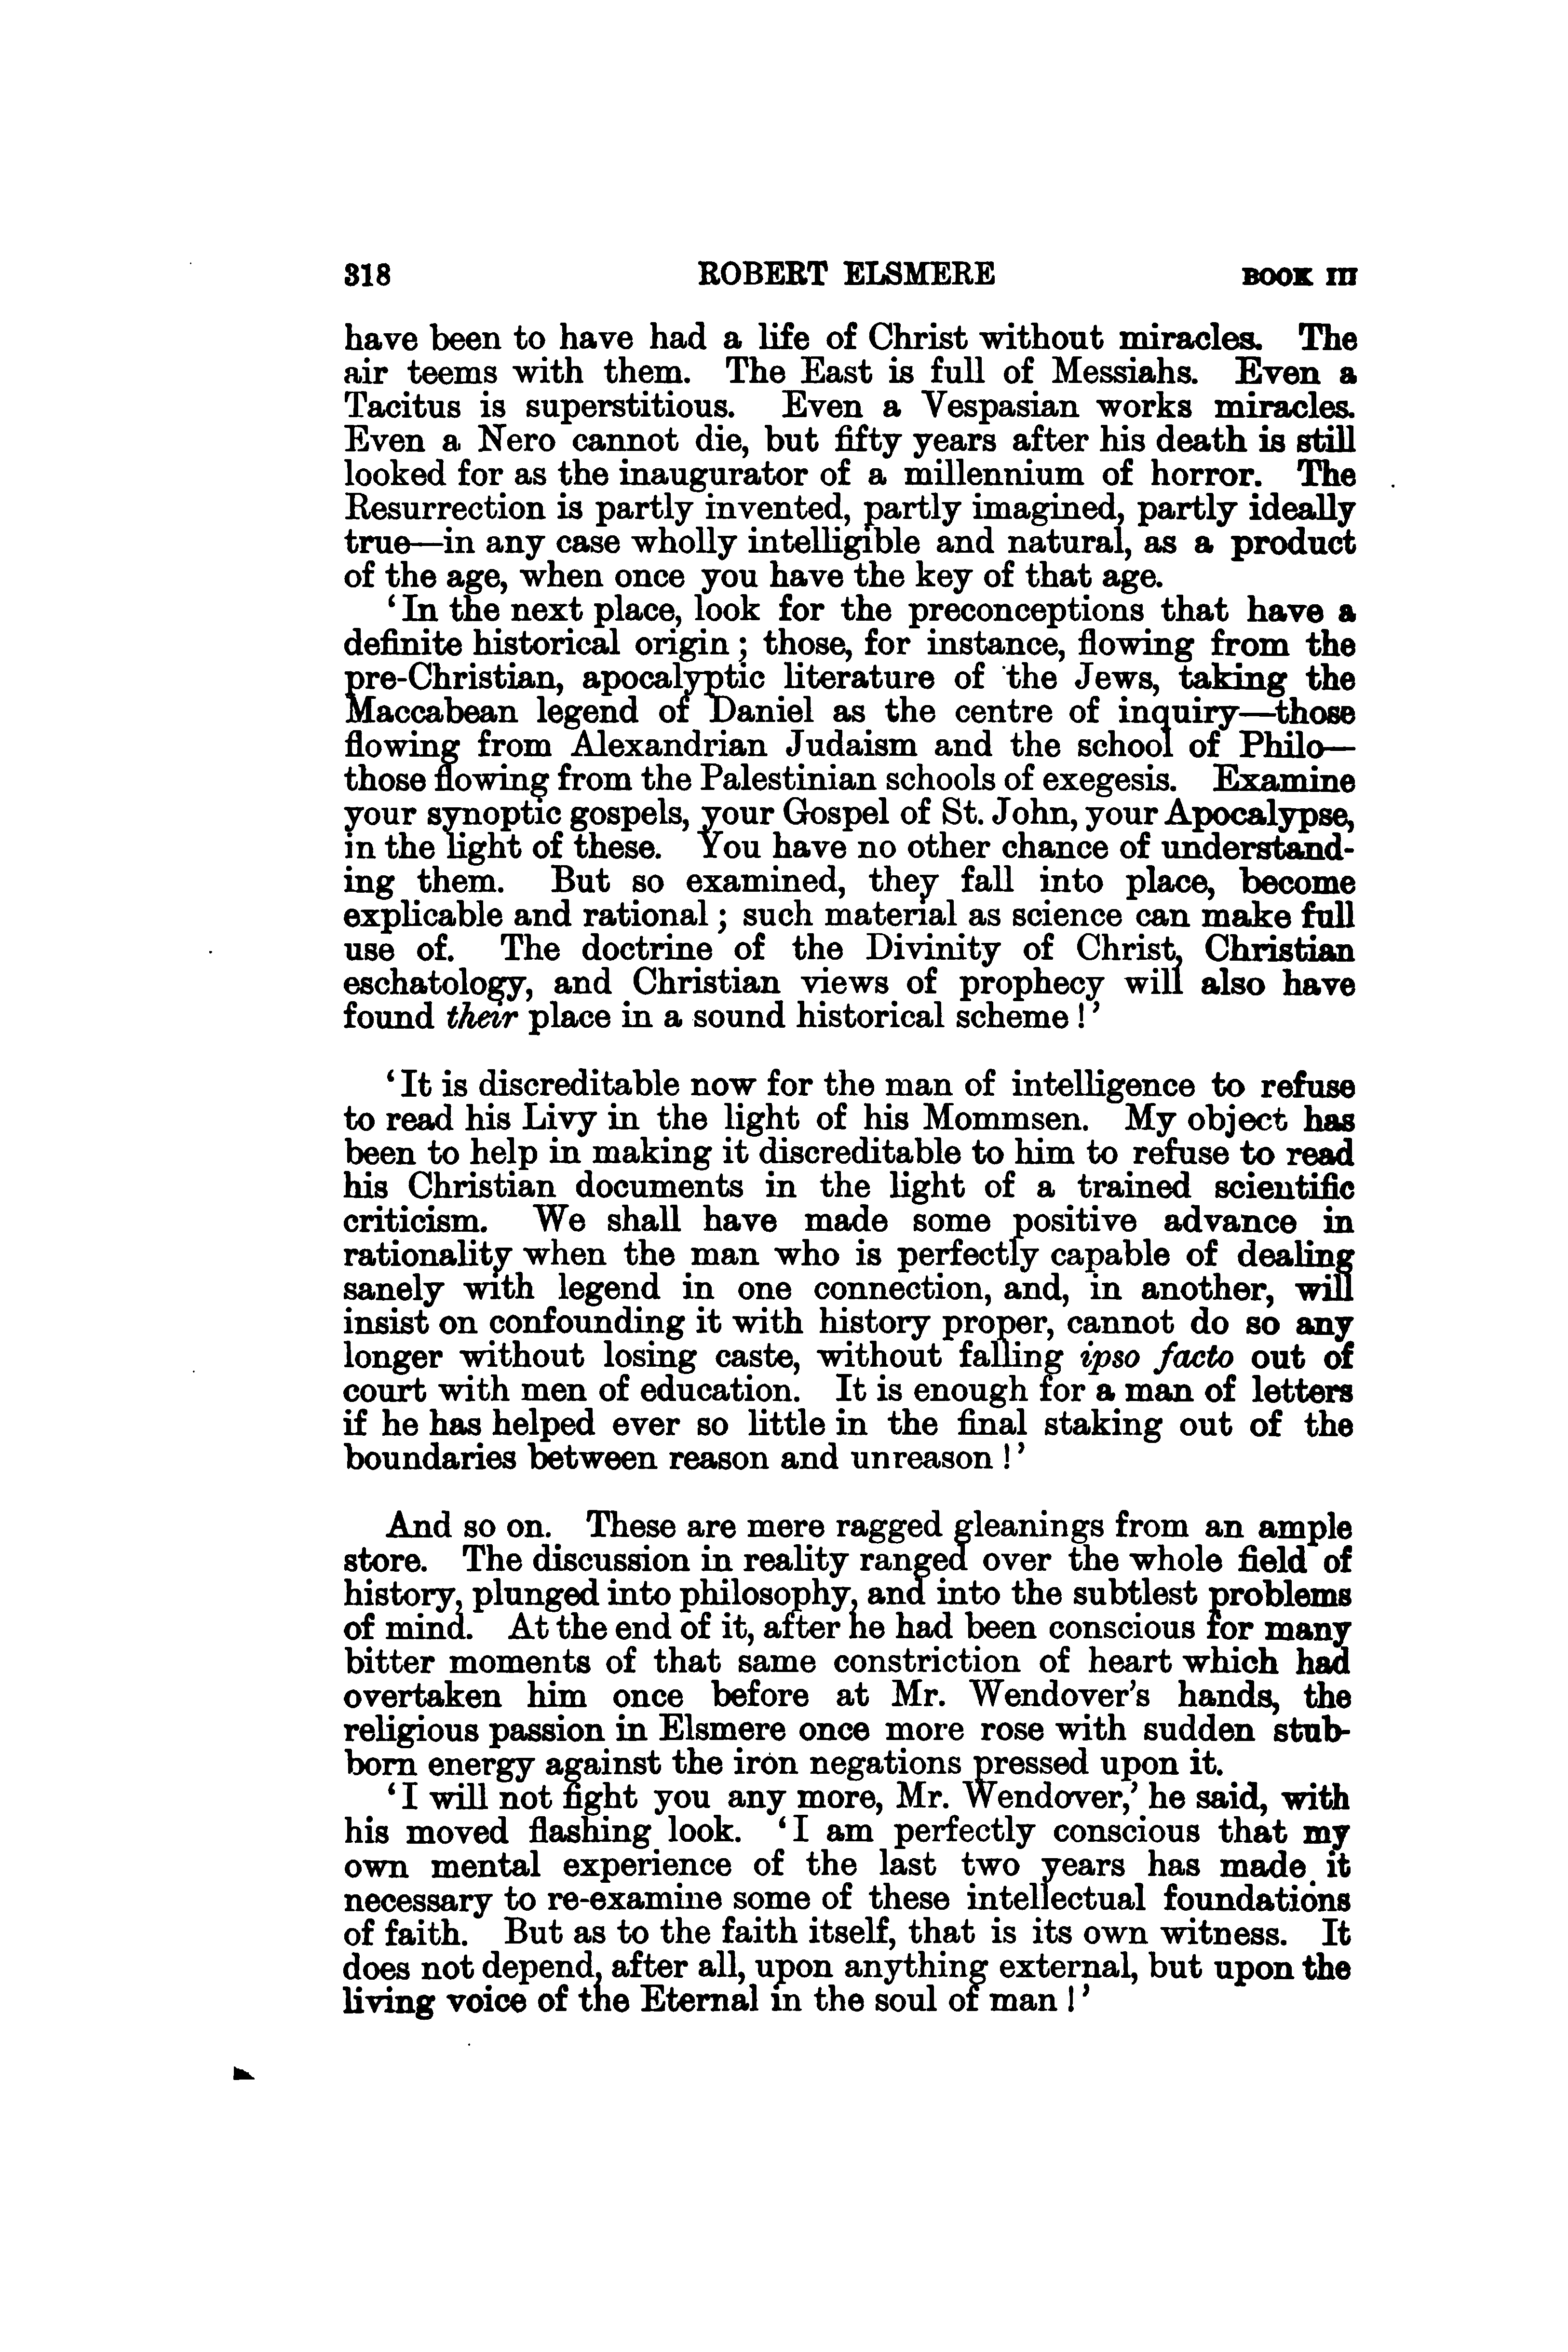 318 ROBERT ELSMERE BOOK III
have been to have had a life of Christ without miracles. The
air teems with them. The East is full of Messiahs. Even a
Tacitus is superstitious. Even a Vespasian works miracles.
Even a Nero cannot die, but fifty years after his death is still
looked for as the inaugurator of a millennium of horror. The
Resurrection is partly invented, partly imagined, partly ideally
true—in any case wholly intelligible and natural, as a product
of the age, when once you have the key of that age.
‘In the next place, look for the preconceptions that have a
definite historical origin; those, for instance, flowing from the
pre-Christian, apocalyptic literature of the Jews, taking the
Maccabean legend of Daniel as the centre of inquiry—those
flowing from Alexandrian Judaism and the school of Philo—
those flowing from the Palestinian schools of exegesis. Examine
your synoptic gospels, your Gospel of St. John, your Apocalypse,
in the light of these. You have no other chance of understand-
ing them. But so examined, they fall into place, become
explicable and rational; such material as science can make full
use of. The doctrine of the Divinity of Christ, Christian
eschatology, and Christian views of prophecy will also have
found their place in a sound historical scheme!’
‘It is discreditable now for the man of intelligence to refuse
to read his Livy in the light of his Mommsen. My object has
been to help in making it discreditable to him to refuse to read
his Christian documents in the light of a trained scientific
criticism. We shall have made some positive advance in
rationality when the man who is perfectly capable of dealing
sanely with legend in one connection, and, in another, will
insist on confounding it with history proper, cannot do so any
longer without losing caste, without falling ipso facto out of
court with men of education. It is enough for a man of letters
if he has helped ever so little in the final staking out of the
boundaries between reason and unreason!’
And so on. These are mere ragged gleanings from an ample
store. The discussion in reality ranged over the whole field of
history, plunged into philosophy, and into the subtlest problems
of mind. At the end of it, after he had been conscious for many
bitter moments of that same constriction of heart which had
overtaken him once before at Mr. Wendover’s hands, the
religious passion in Elsmere once more rose with sudden stub-
born energy against the iron negations pressed upon it.
‘I will not fight you any more, Mr. Wendover,’ he said, with
his moved flashing look. ‘I am perfectly conscious that my
own mental experience of the last two years has made it
necessary to re-examine some of these intellectual foundations
of faith. But as to the faith itself, that is its own witness. It
does not depend, after all, upon anything external, but upon the
living voice of the Eternal in the soul of man!’